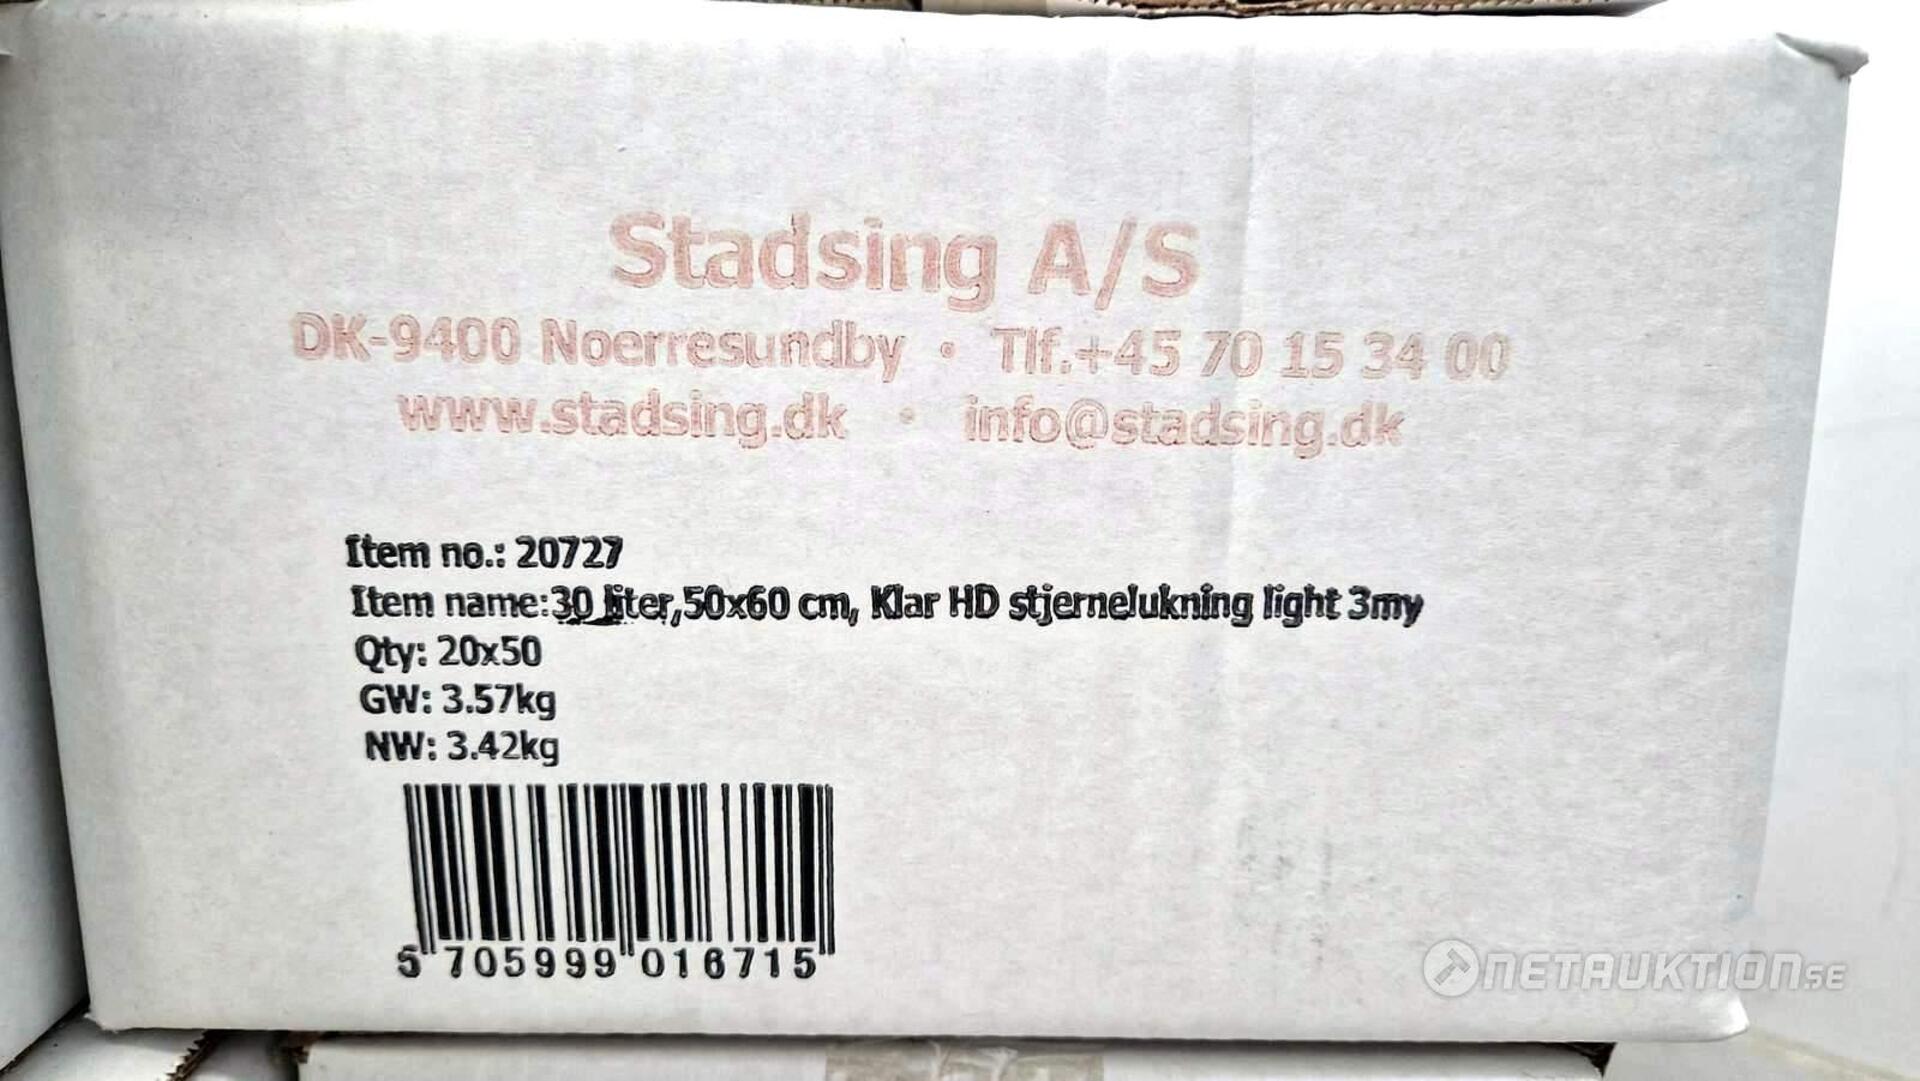 Stadsing A/S
DK-9400 Noerresundby • Tlf.+45 70 15 34 00
www.stadsing.dk • info@stadsing.dk
Item no.: 20727
Item name:30 liter,50x60 cm, Klar HD stjernelukning light 3my
Qty: 20x50
GW: 3.57kg
NW: 3.42kg
5 705999 016715
NETAUKTION.SE